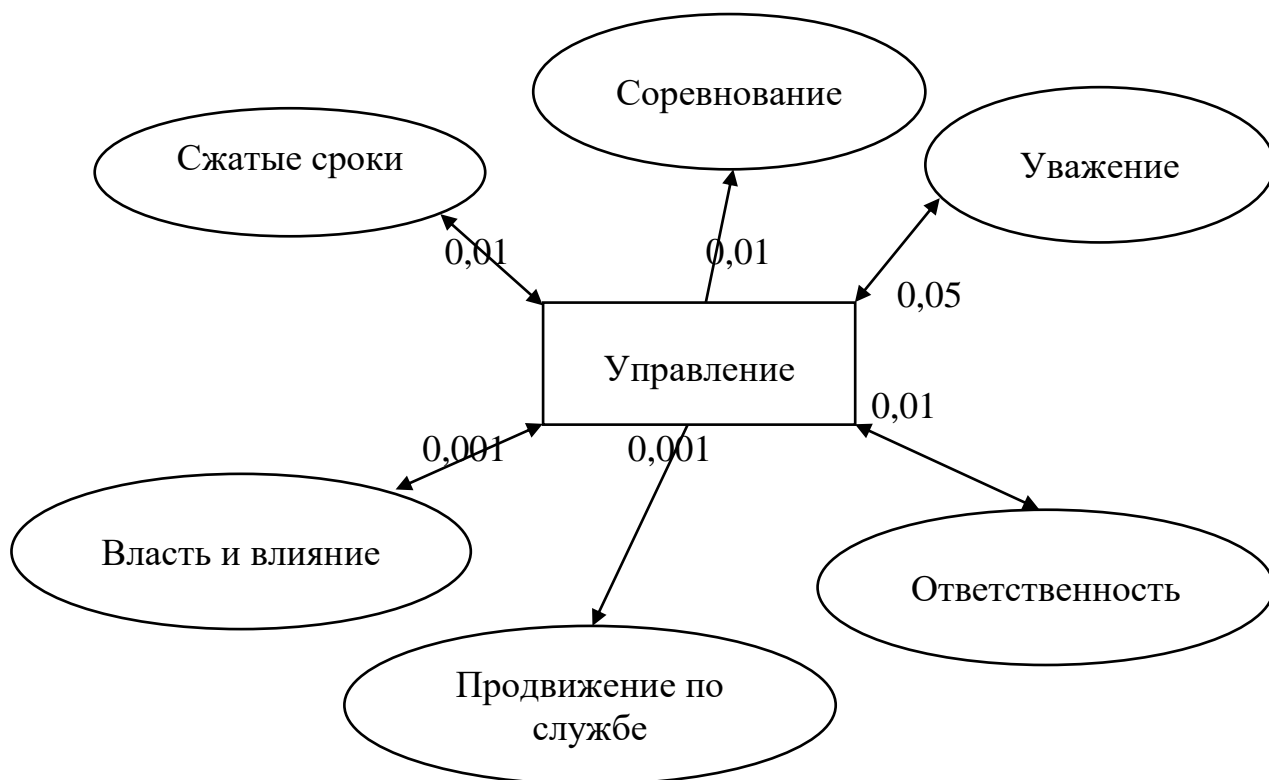 Соревнование
Сжатые сроки
Уважение
0,01
0,01
0,05
Управление
0,01
0,001
0,001
Власть и влияние
Ответственность
Продвижение по
службе